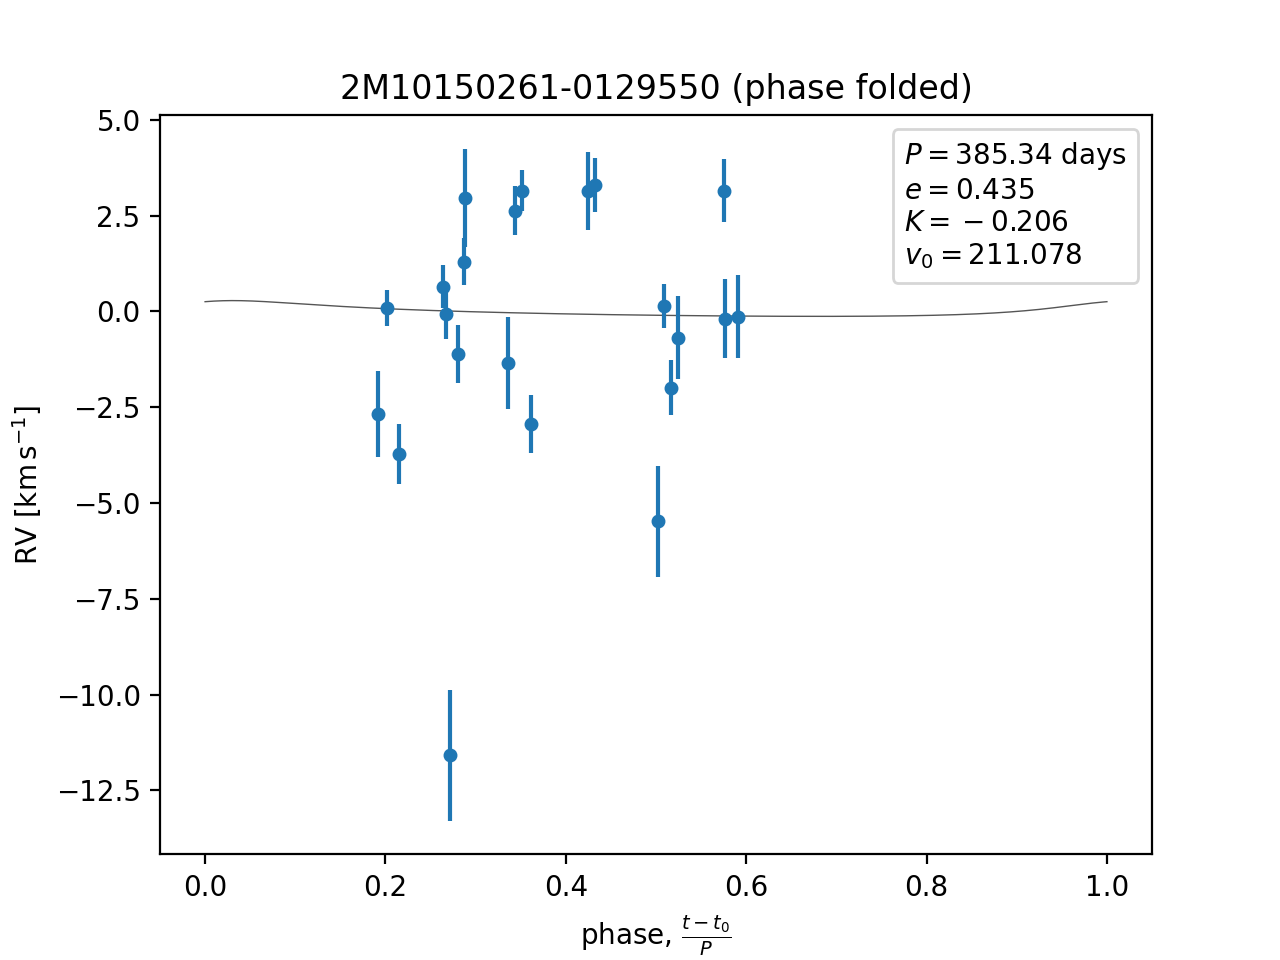 2M10150261-0129550 (phase folded)
P = 385.34 days
e = 0.435
K = −0.206
v₀ = 211.078
5.0
2.5
0.0
−2.5
−5.0
−7.5
−10.0
−12.5
RV [km s⁻¹]
0.0 0.2 0.4 0.6 0.8 1.0
phase, (t − t₀)/P